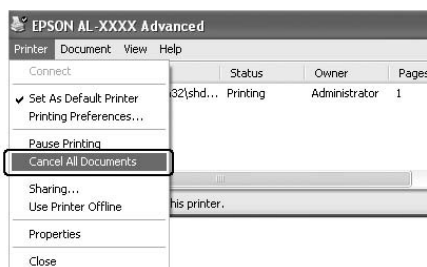 EPSON AL-XXXX Advanced
Printer Document View Help
Connect
Status Owner Pages
Set As Default Printer
i32\shd... Printing Administrator 1
Printing Preferences...
Pause Printing
Cancel All Documents
Sharing...
Use Printer Offline
his printer.
Properties
Close